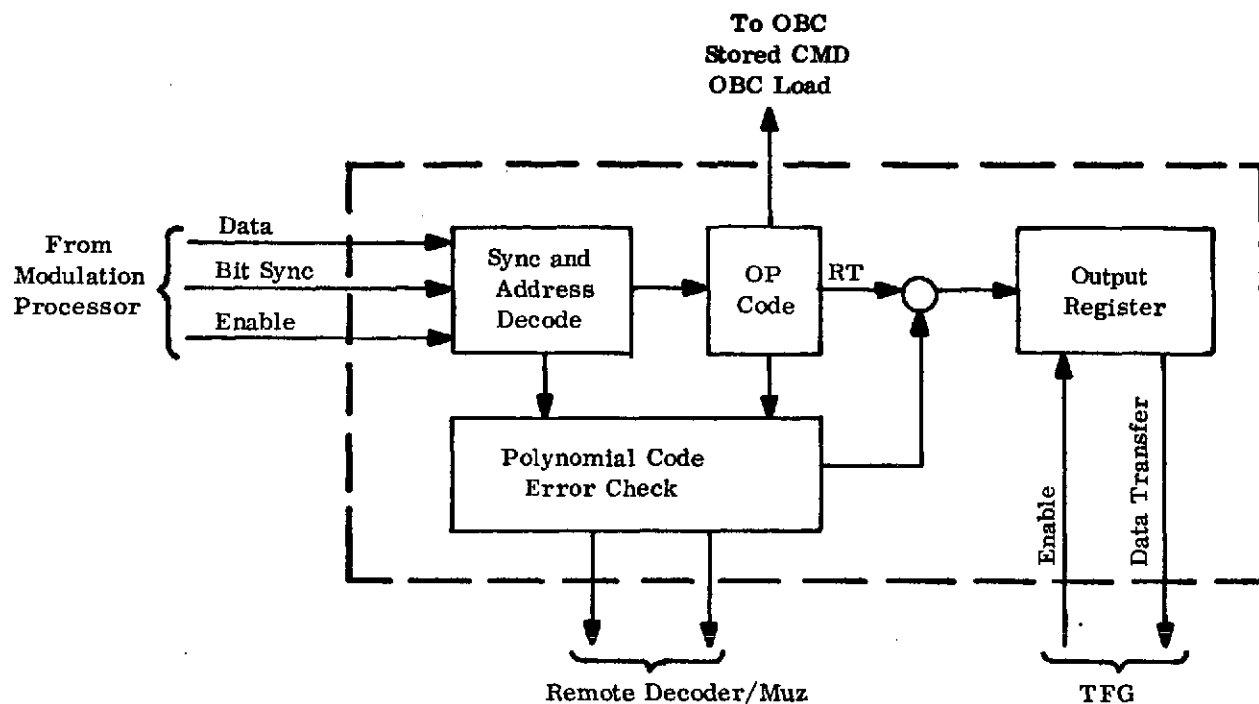 To OBC
Stored CMD
OBC Load
From
Modulation
Processor
Data
Bit Sync
Enable
Sync and
Address
Decode
OP
Code
RT
Output
Register
Polynomial Code
Error Check
Enable
Data Transfer
Remote Decoder/Muz
TFG